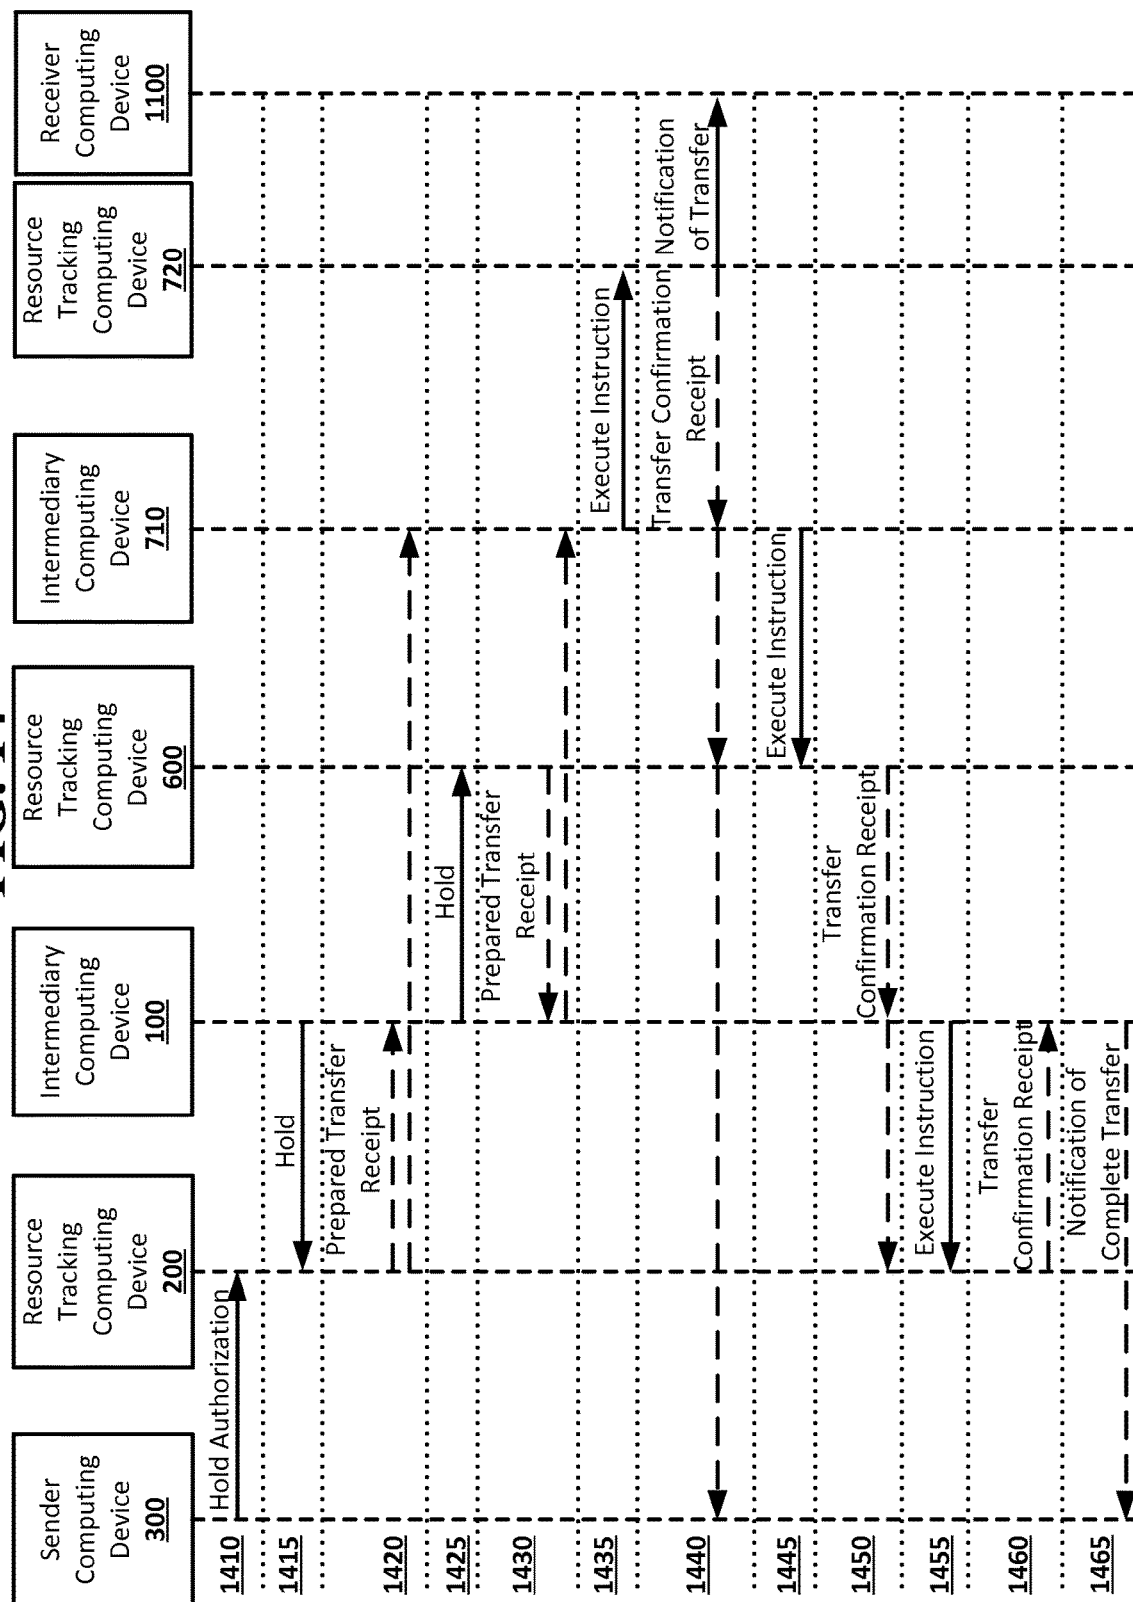 Sender
Computing
Device
300
Resource
Tracking
Computing
Device
200
Intermediary
Computing
Device
100
Resource
Tracking
Computing
Device
600
Intermediary
Computing
Device
710
Resource
Tracking
Computing
Device
720
Receiver
Computing
Device
1100
1410
Hold Authorization
1415
Hold
1420
Prepared Transfer
Receipt
1425
Hold
1430
Prepared Transfer
Receipt
1435
Execute Instruction
1440
Transfer Confirmation
Receipt
Notification
of Transfer
1445
Execute Instruction
1450
Transfer
Confirmation Receipt
1455
Execute Instruction
1460
Transfer
Confirmation Receipt
1465
Notification of
Complete Transfer